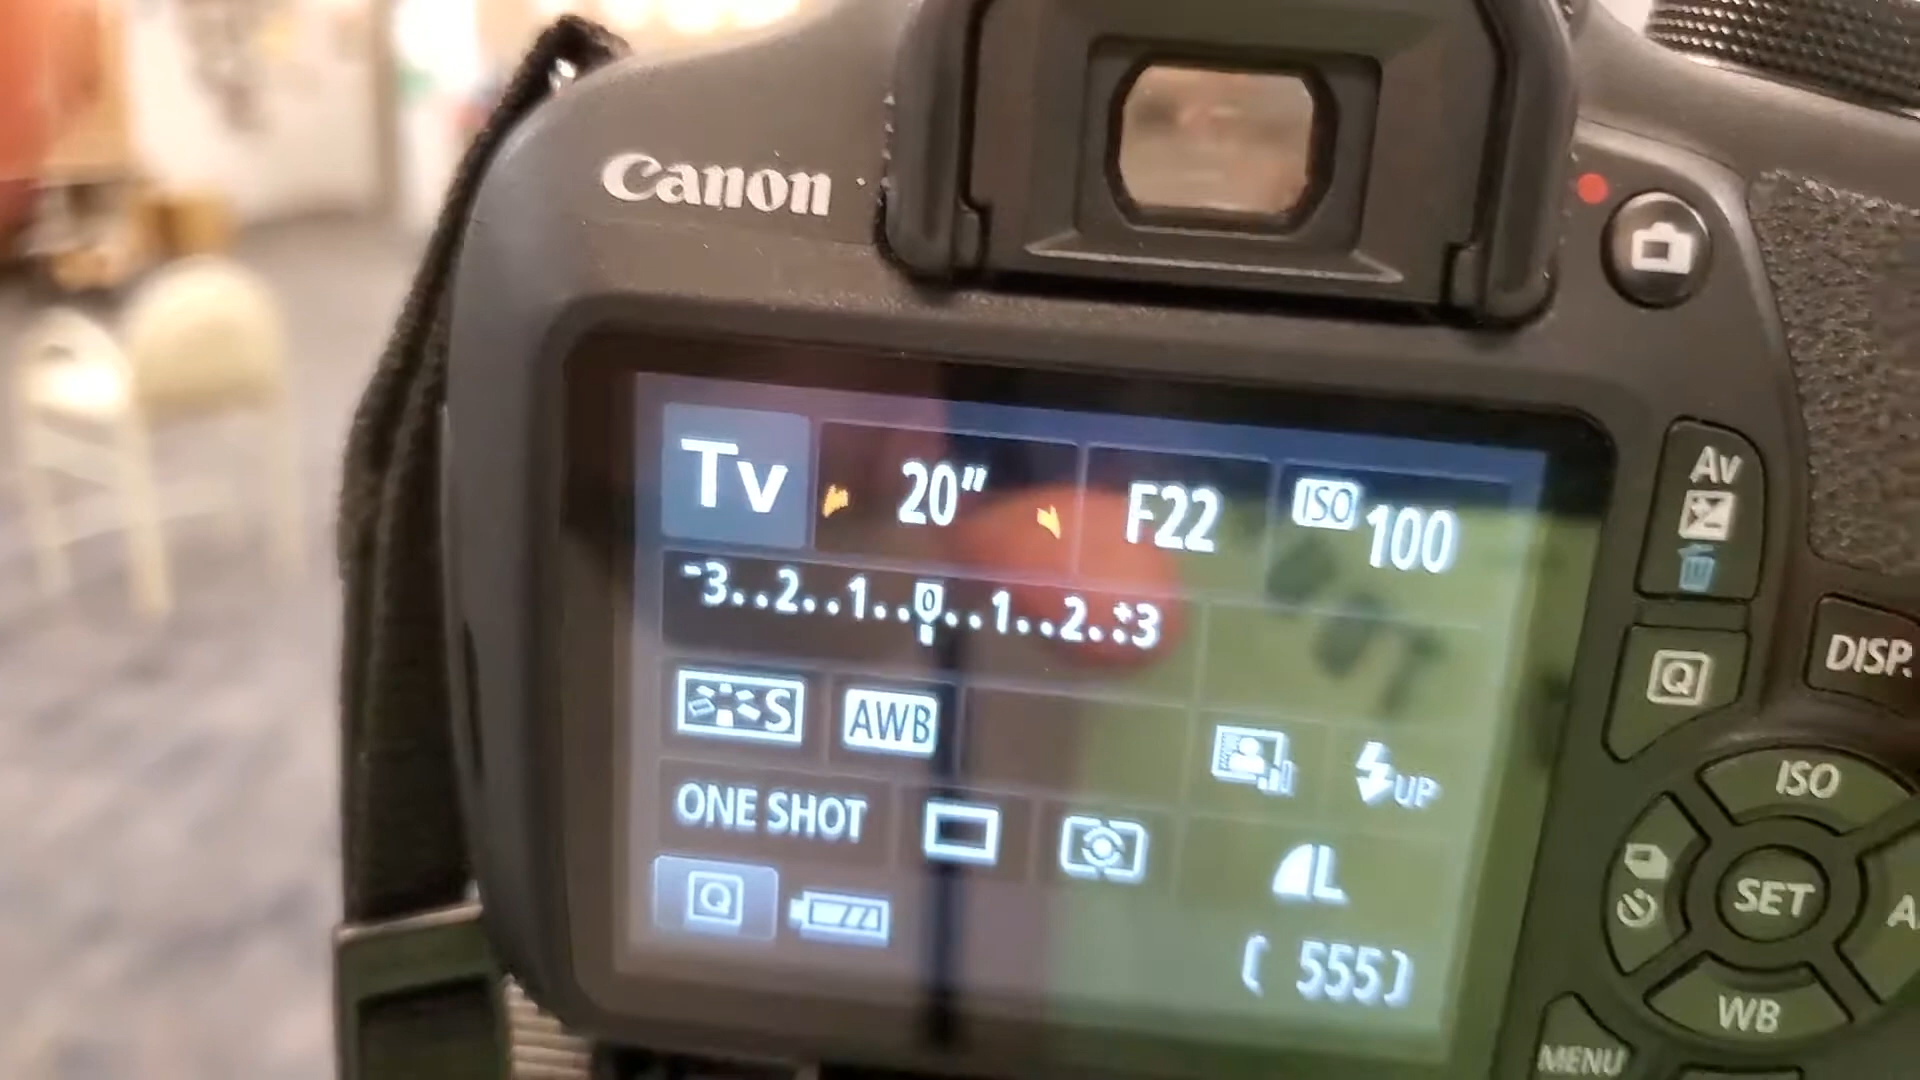 Canon
Tv 20" F22 ISO 100
-3..2..1..0..1..2..+3
S AWB UP
ONE SHOT L
Q [ 555]
Av
Q
DISP.
ISO
SET
WB
MENU